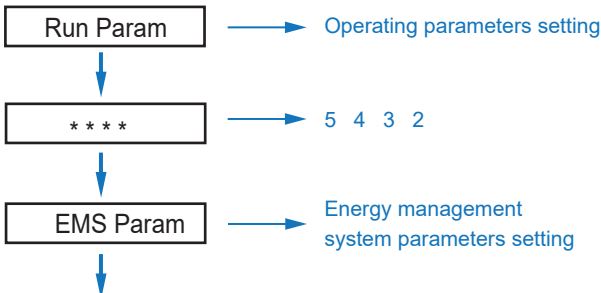 Run Param
Operating parameters setting
* * * *
5 4 3 2
EMS Param
Energy management
system parameters setting